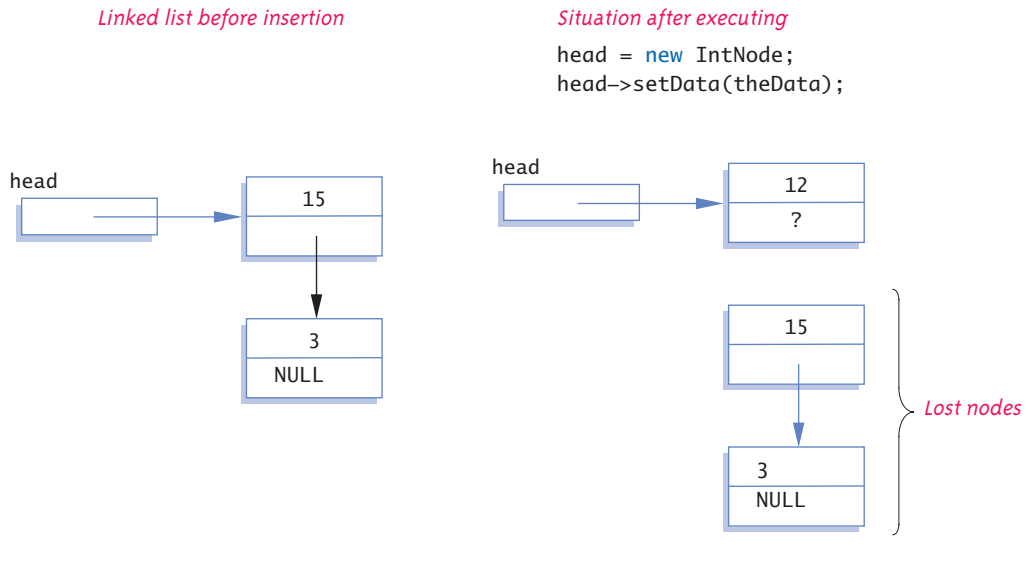 Linked list before insertion
Situation after executing
head = new IntNode;
head–>setData(theData);
head
15
3
NULL
head
12
?
15
3
NULL
Lost nodes